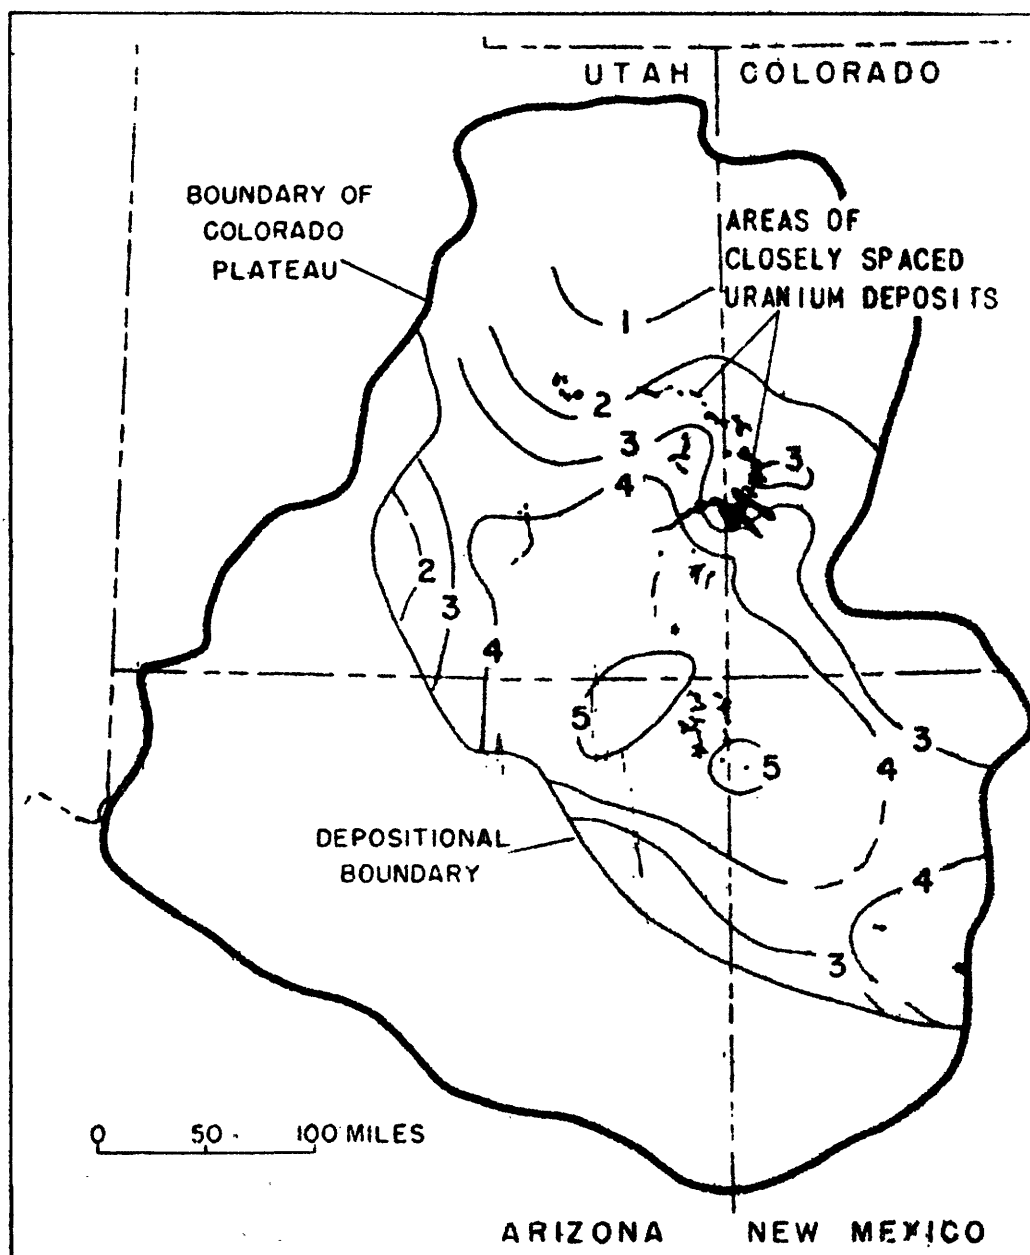 UTAH COLORADO
BOUNDARY OF
COLORADO
PLATEAU
AREAS OF
CLOSELY SPACED
URANIUM DEPOSITS
1
2
3
3
4
2
3
4
5
3
5
4
DEPOSITIONAL
BOUNDARY
4
3
0 50 100 MILES
ARIZONA NEW MEXICO